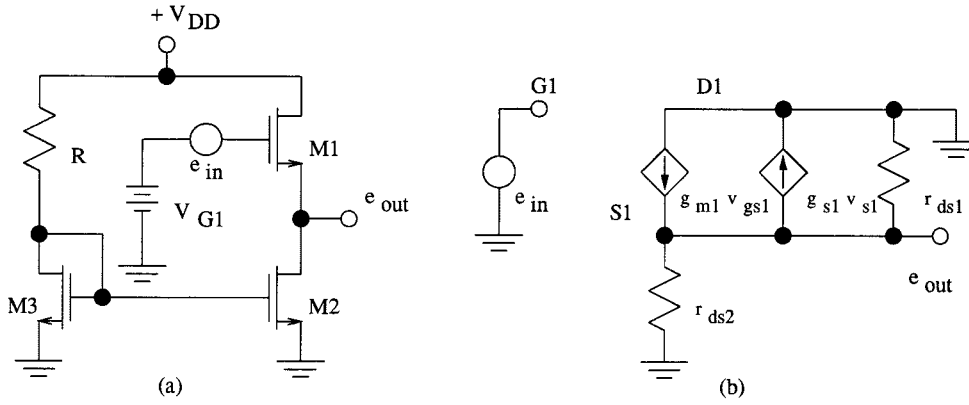 + V DD
R
e in
M1
V G1
e out
M3
M2
(a)
G1
e in
D1
S1
g m1 v gs1
g s1 v s1
r ds1
e out
r ds2
(b)